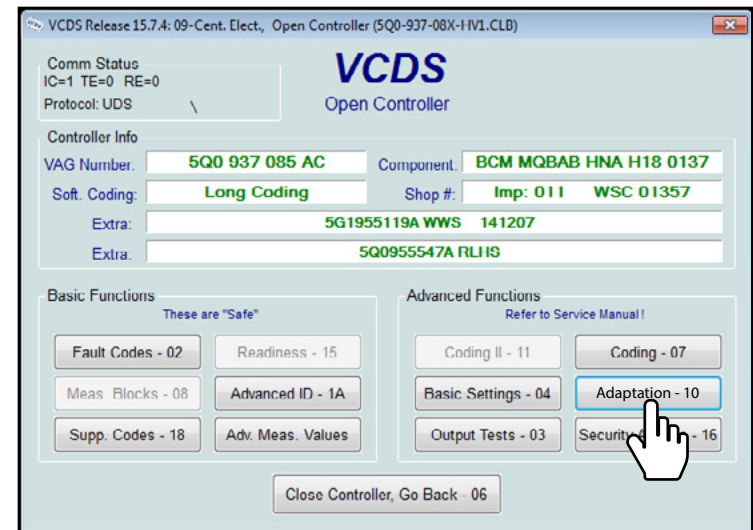 VCDS Release 15.7.4: 09-Cent. Elect., Open Controller (5Q0-937-08X-HV1.CLB)
Comm Status
IC=1 TE=0 RE=0
Protocol: UDS \
VCDS
Open Controller
Controller Info
VAG Number: 5Q0 937 085 AC Component: BCM MQBAB HNA H18 0137
Soft. Coding: Long Coding Shop #: Imp: 011 WSC 01357
Extra: 5G1955119A WWS 141207
Extra: 5Q0955547A RLHS
Basic Functions
These are "Safe"
Fault Codes - 02 Readiness - 15
Meas. Blocks - 08 Advanced ID - 1A
Supp. Codes - 18 Adv. Meas. Values
Advanced Functions
Refer to Service Manual!
Coding II - 11 Coding - 07
Basic Settings - 04 Adaptation - 10
Output Tests - 03 Security - 16
Close Controller, Go Back - 06